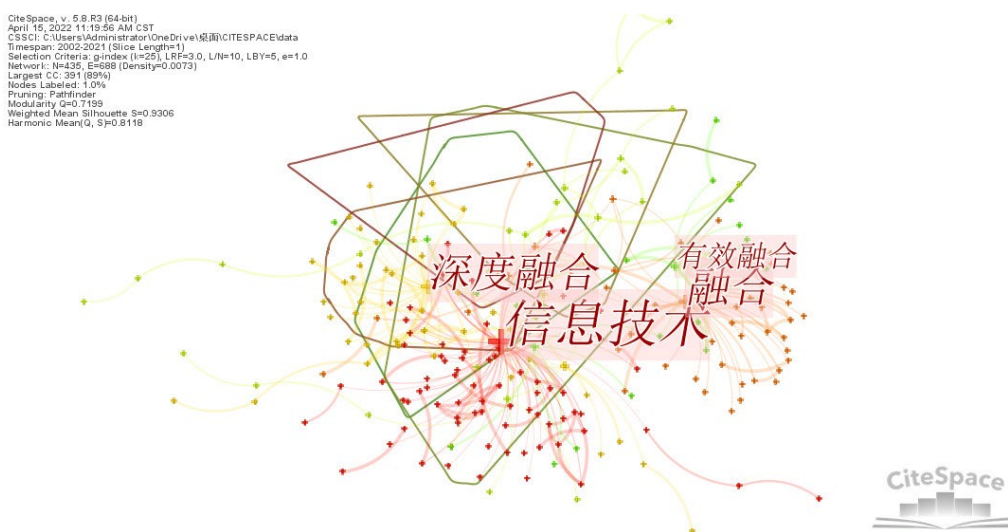 CiteSpace, v. 5.8.R3 (64-bit)
April 15, 2022 11:19:56 AM CST
CSSCI: C:\Users\Administrator\OneDrive\桌面\CITESPACE\data
Timespan: 2002-2021 (Slice Length=1)
Selection Criteria: g-index (k=25), LRF=3.0, L/N=10, LBY=5, e=1.0
Network: N=435, E=688 (Density=0.0073)
Largest CC: 391 (89%)
Nodes Labeled: 1.0%
Pruning: Pathfinder
Modularity Q=0.7199
Weighted Mean Silhouette S=0.9306
Harmonic Mean(Q, S)=0.8118
有效融合
深度融合
融合
信息技术
CiteSpace